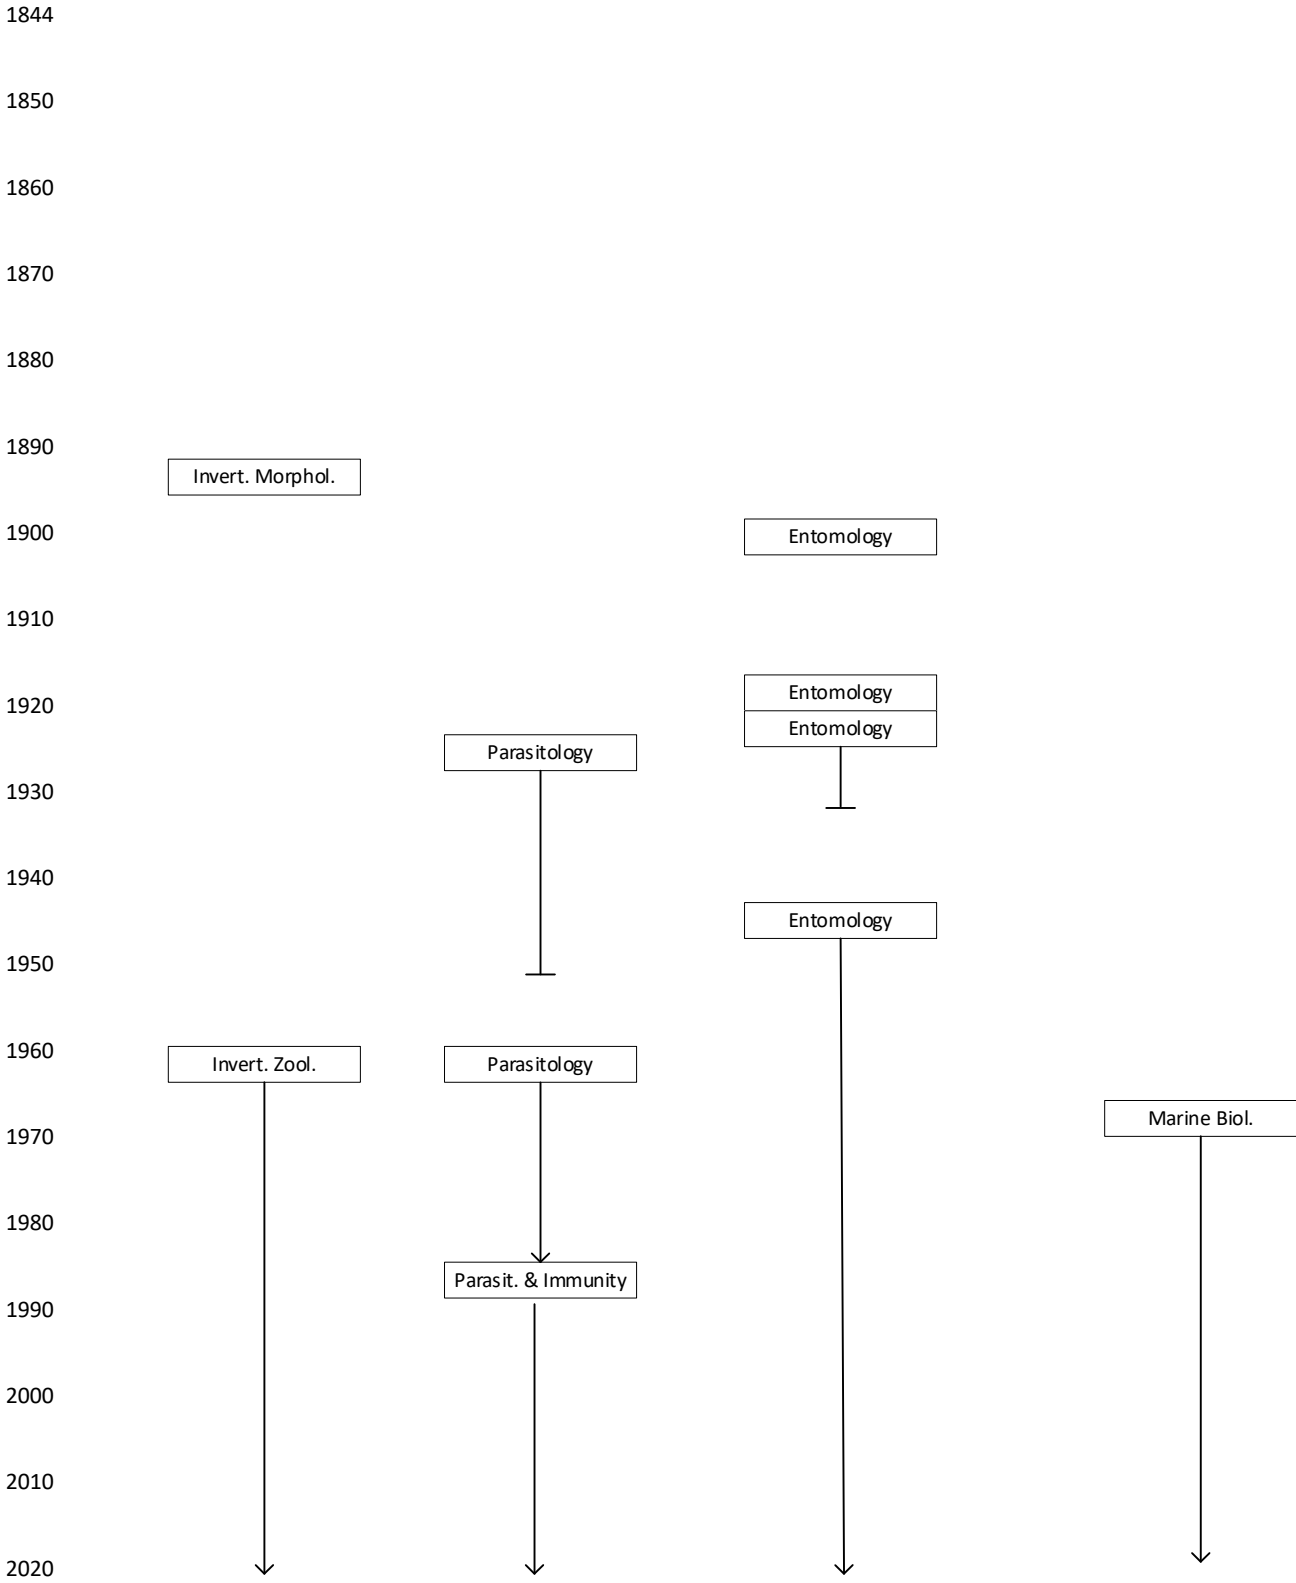 1844
1850
1860
1870
1880
1890
Invert. Morphol.
1900
Entomology
1910
Entomology
1920
Entomology
Parasitology
1930
1940
Entomology
1950
1960
Invert. Zool.
Parasitology
Marine Biol.
1970
1980
Parasit. & Immunity
1990
2000
2010
2020